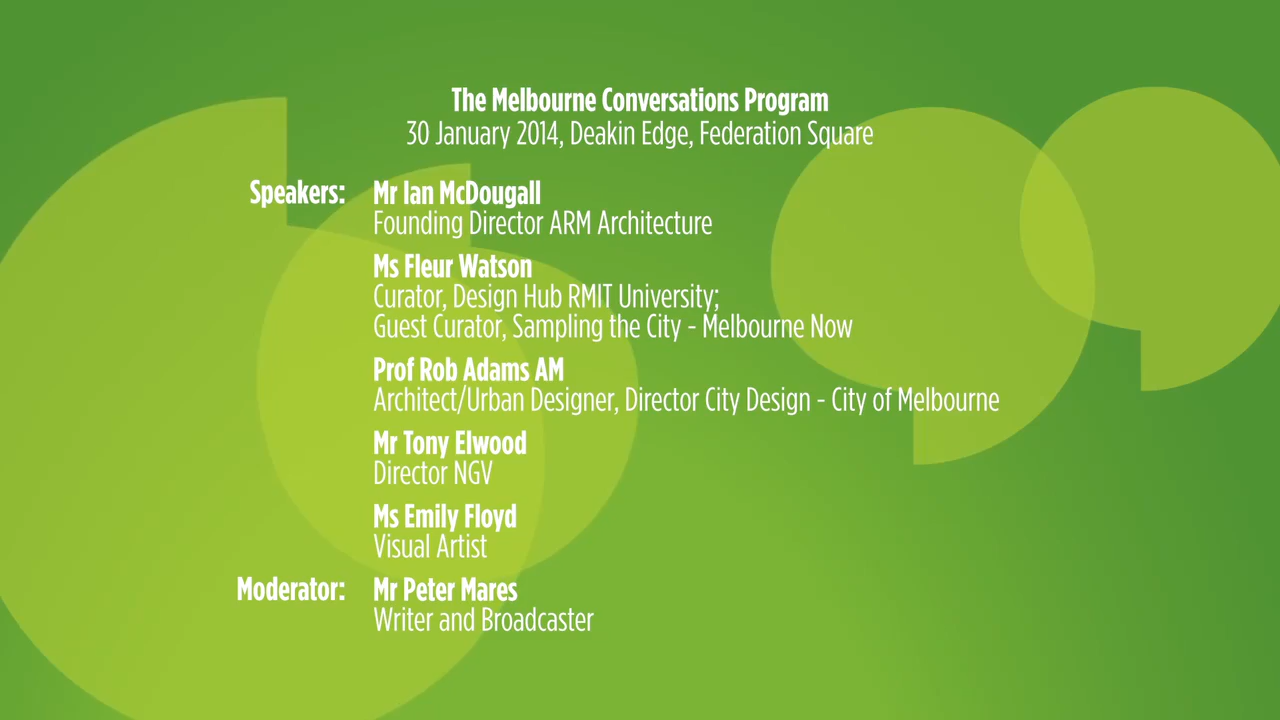 The Melbourne Conversations Program
30 January 2014, Deakin Edge, Federation Square
Speakers: Mr Ian McDougall
Founding Director ARM Architecture
Ms Fleur Watson
Curator, Design Hub RMIT University;
Guest Curator, Sampling the City - Melbourne Now
Prof Rob Adams AM
Architect/Urban Designer, Director City Design - City of Melbourne
Mr Tony Elwood
Director NGV
Ms Emily Floyd
Visual Artist
Moderator: Mr Peter Mares
Writer and Broadcaster